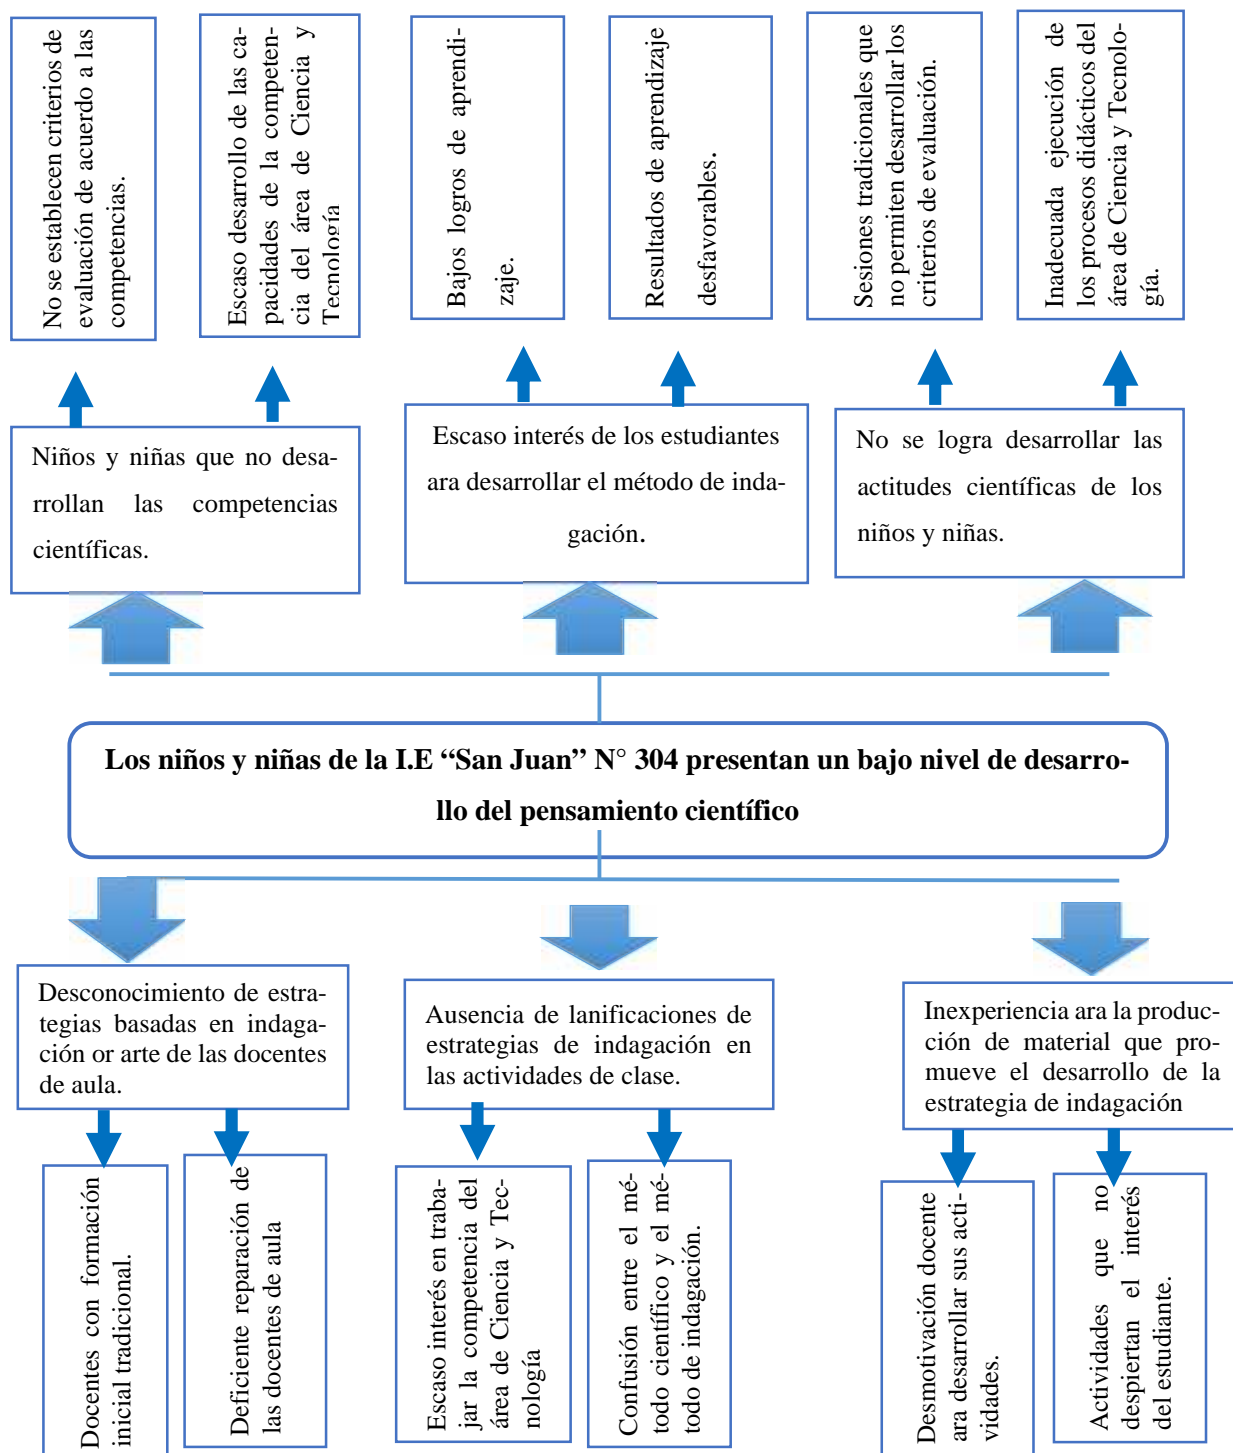 No se establecen criterios de
evaluación de acuerdo a las
competencias.
Escaso desarrollo de las ca-
pacidades de la competen-
cia del área de Ciencia y
Tecnología
Bajos logros de aprendi-
zaje.
Resultados de aprendizaje
desfavorables.
Sesiones tradicionales que
no permiten desarrollar los
criterios de evaluación.
Inadecuada ejecución de
los procesos didácticos del
área de Ciencia y Tecnolo-
gía.
Niños y niñas que no desa-
rrollan las competencias
científicas.
Escaso interés de los estudiantes
ara desarrollar el método de inda-
gación.
No se logra desarrollar las
actitudes científicas de los
niños y niñas.
Los niños y niñas de la I.E “San Juan” N° 304 presentan un bajo nivel de desarro-
llo del pensamiento científico
Desconocimiento de estra-
tegias basadas en indaga-
ción or arte de las docentes
de aula.
Ausencia de lanificaciones de
estrategias de indagación en
las actividades de clase.
Inexperiencia ara la produc-
ción de material que pro-
mueve el desarrollo de la
estrategia de indagación
Docentes con formación
inicial tradicional.
Deficiente reparación de
las docentes de aula
Escaso interés en traba-
jar la competencia del
área de Ciencia y Tec-
nología
Confusión entre el mé-
todo científico y el mé-
todo de indagación.
Desmotivación docente
ara desarrollar sus acti-
vidades.
Actividades que no
despiertan el interés
del estudiante.